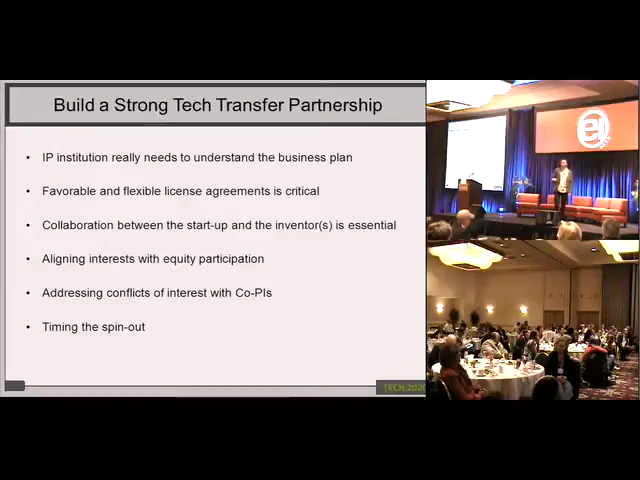 Build a Strong Tech Transfer Partnership
• IP institution really needs to understand the business plan
• Favorable and flexible license agreements is critical
• Collaboration between the start-up and the inventor(s) is essential
• Aligning interests with equity participation
• Addressing conflicts of interest with Co-PIs
• Timing the spin-out
TECH 2020